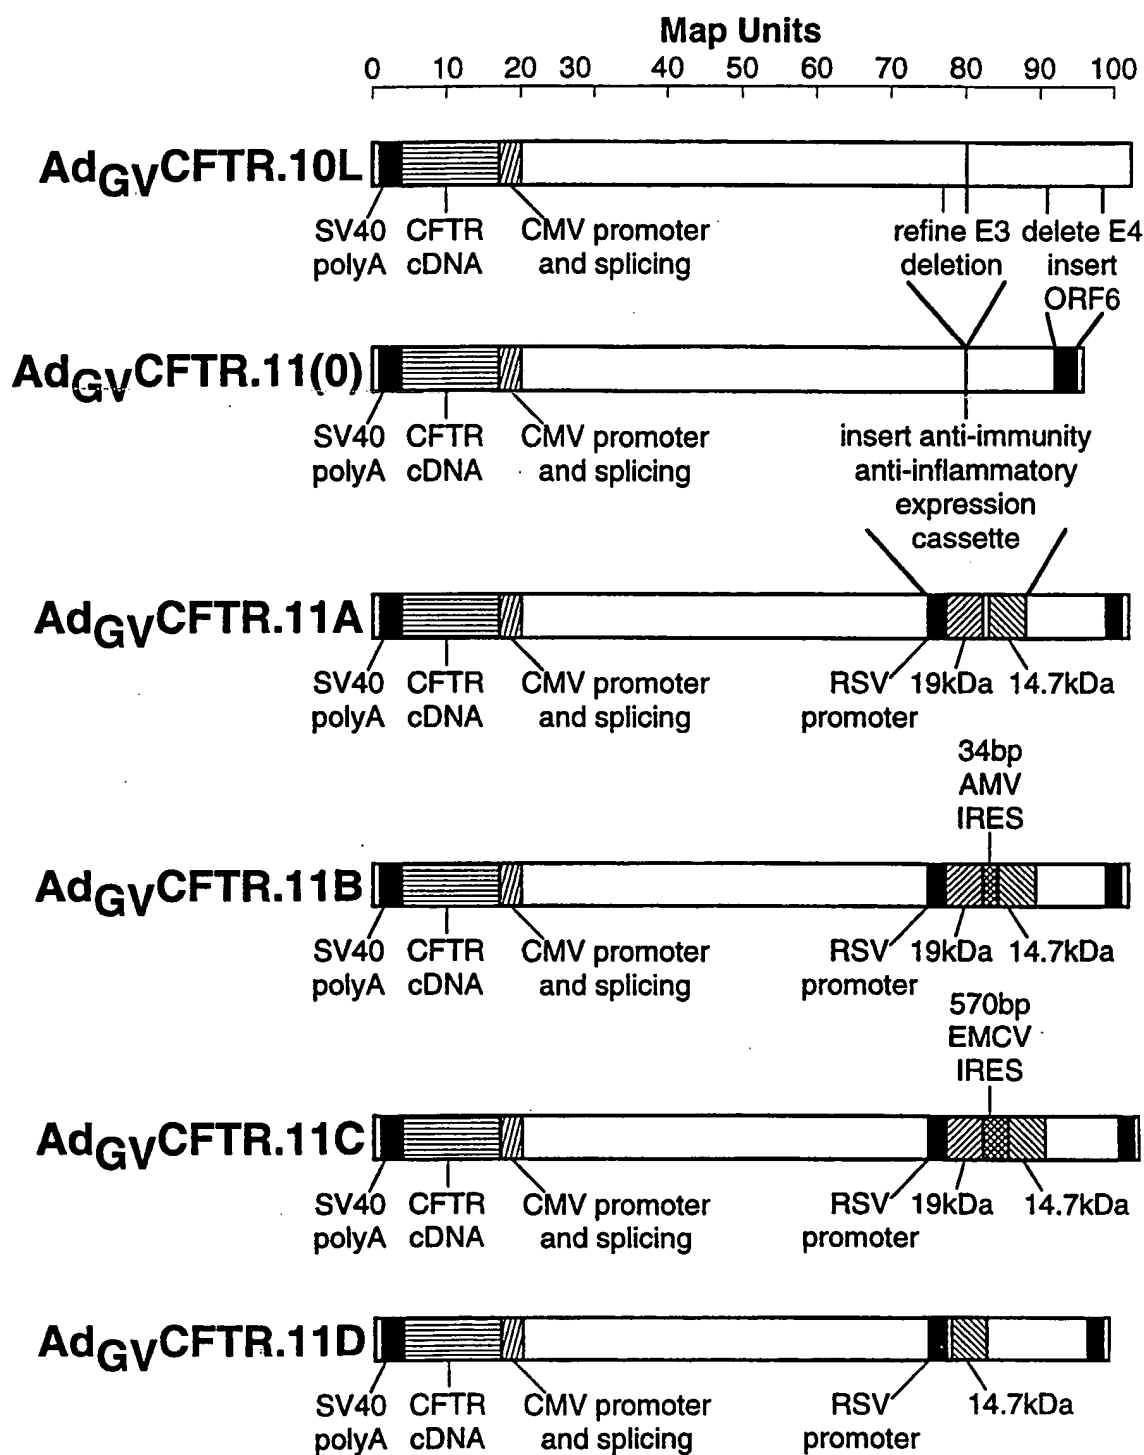 Map Units
0 10 20 30 40 50 60 70 80 90 100
AdGVCFTR.10L
SV40 CFTR CMV promoter refine E3 delete E4
polyA cDNA and splicing deletion insert
ORF6
AdGVCFTR.11(0)
SV40 CFTR CMV promoter insert anti-immunity
polyA cDNA and splicing anti-inflammatory
expression
cassette
AdGVCFTR.11A
SV40 CFTR CMV promoter RSV 19kDa 14.7kDa
polyA cDNA and splicing promoter
34bp
AMV
IRES
AdGVCFTR.11B
SV40 CFTR CMV promoter RSV 19kDa 14.7kDa
polyA cDNA and splicing promoter
570bp
EMCV
IRES
AdGVCFTR.11C
SV40 CFTR CMV promoter RSV 19kDa 14.7kDa
polyA cDNA and splicing promoter
AdGVCFTR.11D
SV40 CFTR CMV promoter RSV 14.7kDa
polyA cDNA and splicing promoter